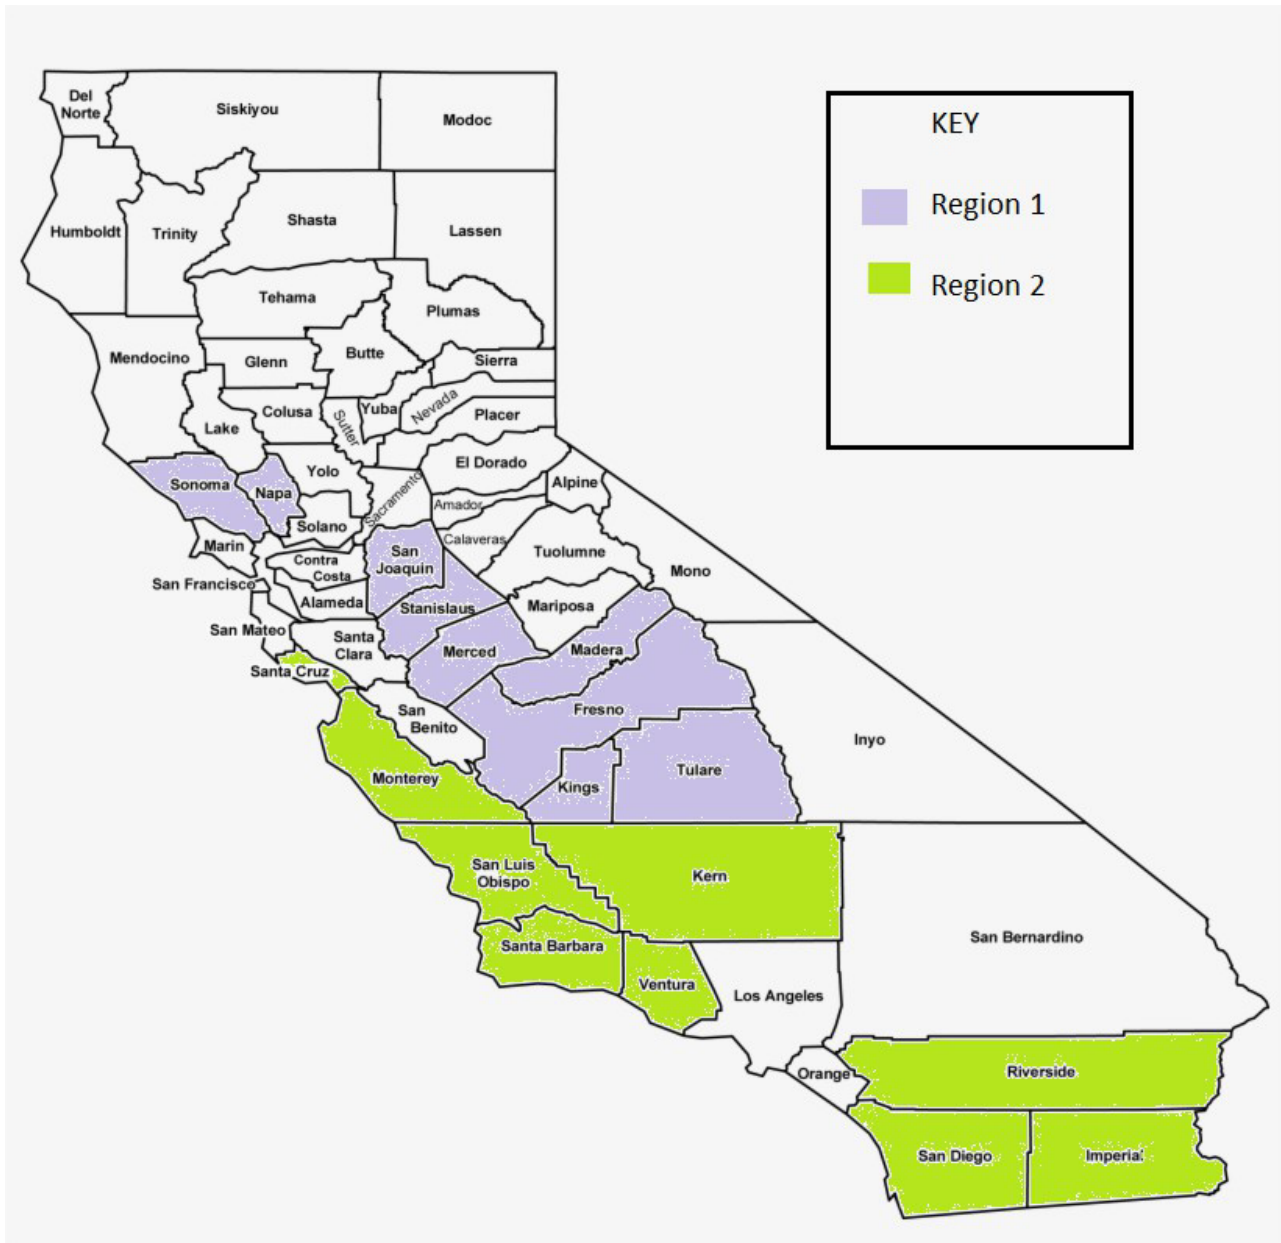 KEY
Region 1
Region 2
Del
Norte
Siskiyou
Modoc
Humboldt
Trinity
Shasta
Lassen
Tehama
Plumas
Mendocino
Glenn
Butte
Sierra
Lake
Colusa
Sutter
Yuba
Nevada
Placer
Sonoma
Napa
Yolo
Sacramento
El Dorado
Alpine
Amador
Solano
Marin
Contra
Costa
San
Joaquin
Calaveras
Tuolumne
Mono
San Francisco
Alameda
Stanislaus
Mariposa
San Mateo
Santa
Clara
Merced
Madera
Santa Cruz
San
Benito
Fresno
Inyo
Monterey
Kings
Tulare
San Luis
Obispo
Kern
San Bernardino
Santa Barbara
Ventura
Los Angeles
Orange
Riverside
San Diego
Imperial